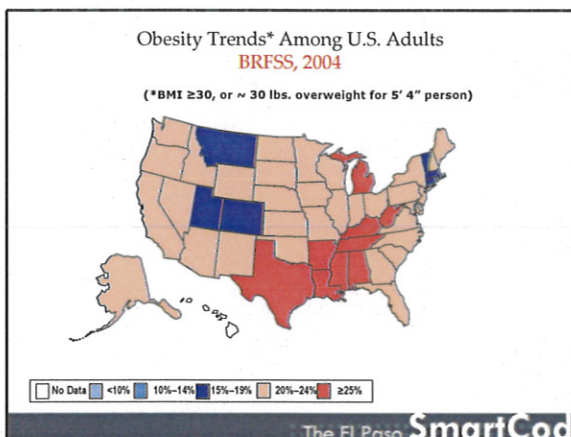 Obesity Trends* Among U.S. Adults
BRFSS, 2004
(*BMI ≥30, or ~ 30 lbs. overweight for 5' 4" person)
No Data <10% 10%–14% 15%–19% 20%–24% ≥25%
The El Paso SmartCod